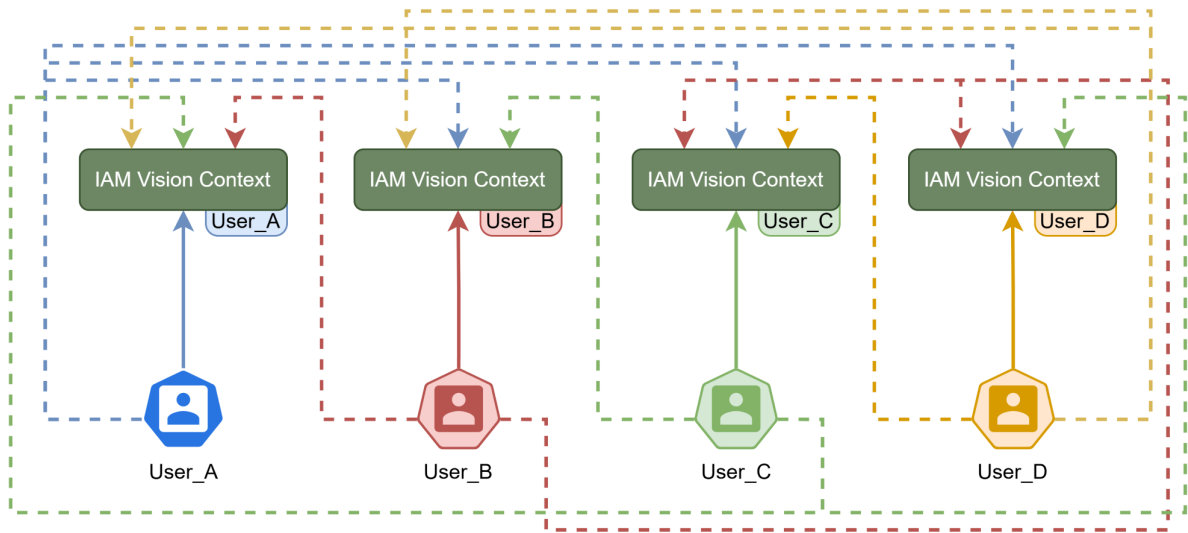 IAM Vision Context
IAM Vision Context
IAM Vision Context
IAM Vision Context
User_A
User_B
User_C
User_D
User_A
User_B
User_C
User_D